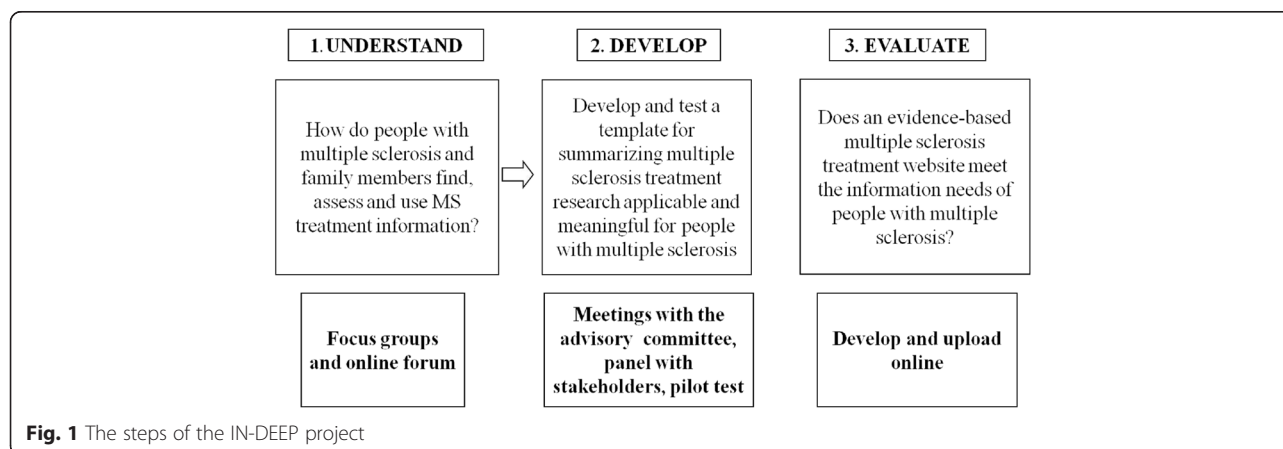 1. UNDERSTAND
2. DEVELOP
3. EVALUATE
How do people with
multiple sclerosis and
family members find,
assess and use MS
treatment information?
Develop and test a
template for
summarizing multiple
sclerosis treatment
research applicable and
meaningful for people
with multiple sclerosis
Does an evidence-based
multiple sclerosis
treatment website meet
the information needs of
people with multiple
sclerosis?
Focus groups
and online forum
Meetings with the
advisory committee,
panel with
stakeholders, pilot test
Develop and upload
online
Fig. 1 The steps of the IN-DEEP project